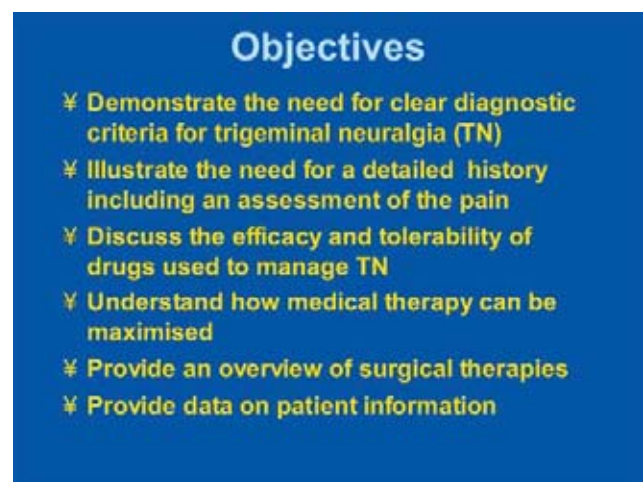 Objectives
¥ Demonstrate the need for clear diagnostic
criteria for trigeminal neuralgia (TN)
¥ Illustrate the need for a detailed history
including an assessment of the pain
¥ Discuss the efficacy and tolerability of
drugs used to manage TN
¥ Understand how medical therapy can be
maximised
¥ Provide an overview of surgical therapies
¥ Provide data on patient information